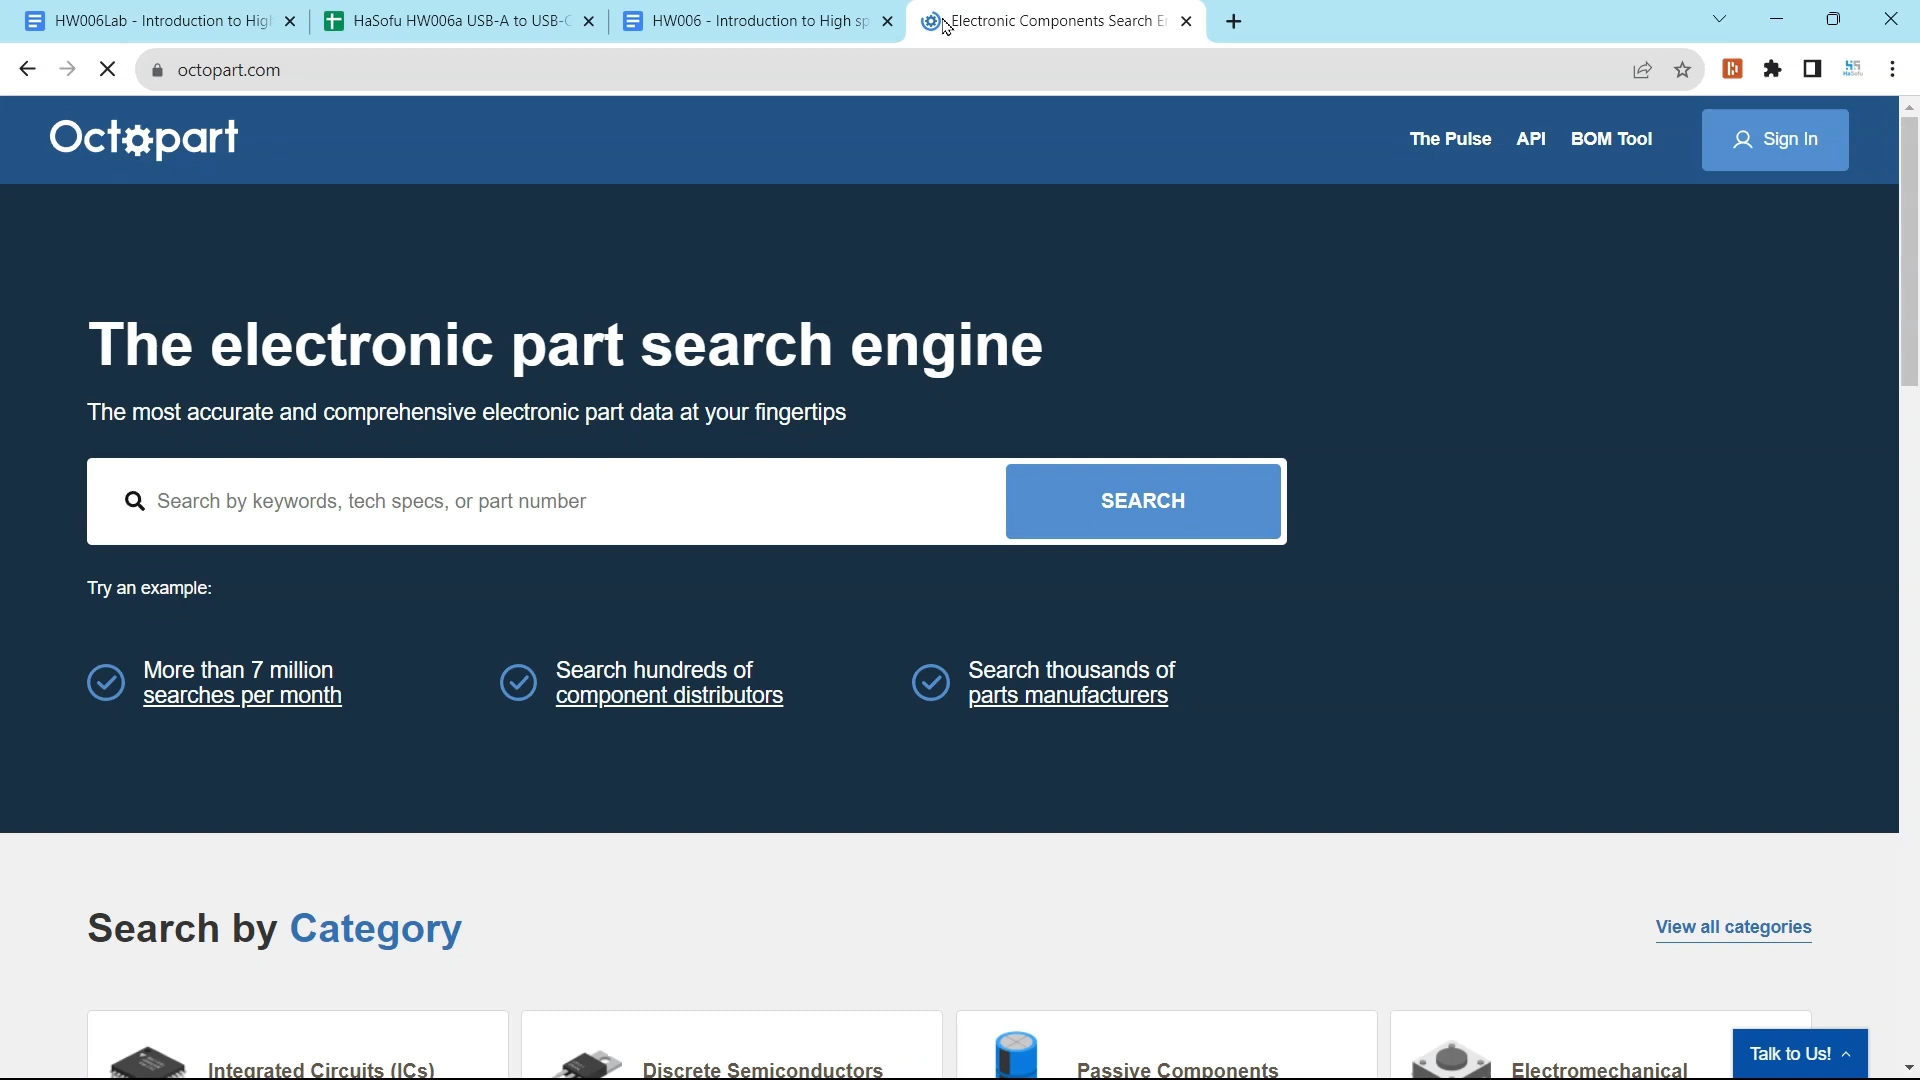 HW006Lab - Introduction to Hig
HaSofu HW006a USB-A to USB-C
HW006 - Introduction to High sp
Electronic Components Search E
octopart.com
Octopart
The Pulse
API
BOM Tool
Sign In
The electronic part search engine
The most accurate and comprehensive electronic part data at your fingertips
Search by keywords, tech specs, or part number
SEARCH
Try an example:
More than 7 million
searches per month
Search hundreds of
component distributors
Search thousands of
parts manufacturers
Search by Category
View all categories
Integrated Circuits (ICs)
Discrete Semiconductors
Passive Components
Electromechanical
Talk to Us!